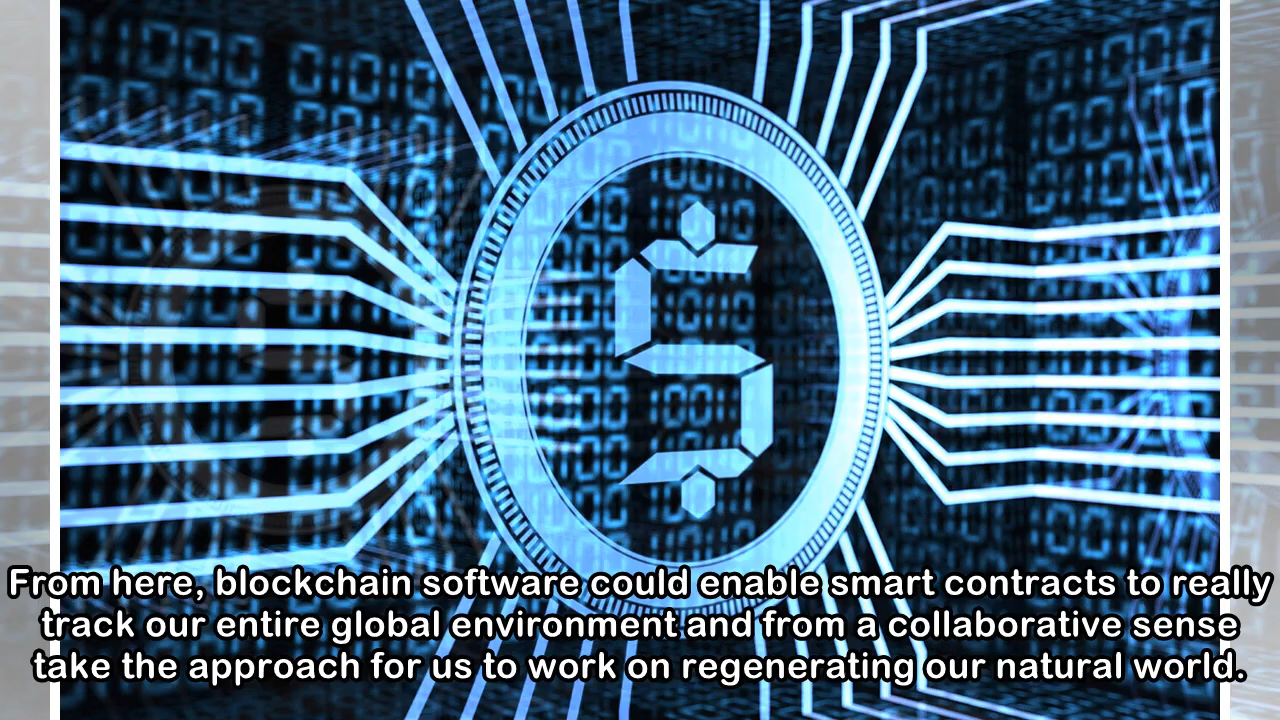 From here, blockchain software could enable smart contracts to really
track our entire global environment and from a collaborative sense
take the approach for us to work on regenerating our natural world.